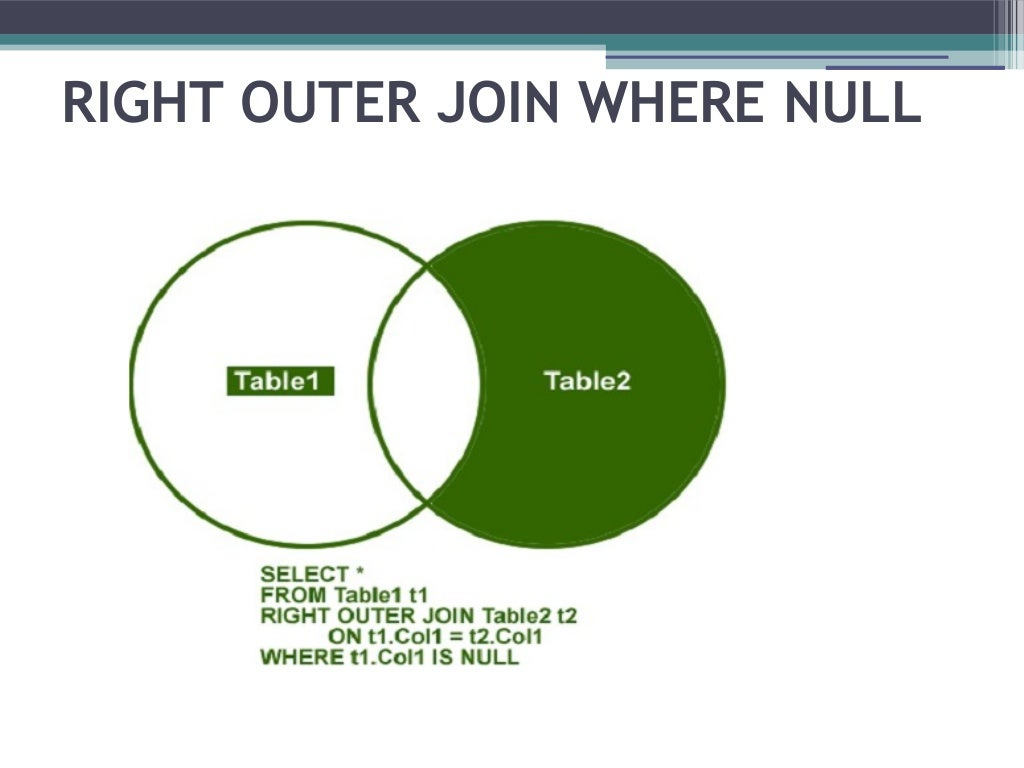 RIGHT OUTER JOIN WHERE NULL
Table1
Table2
SELECT *
FROM Table1 t1
RIGHT OUTER JOIN Table2 t2
ON t1.Col1 = t2.Col1
WHERE t1.Col1 IS NULL